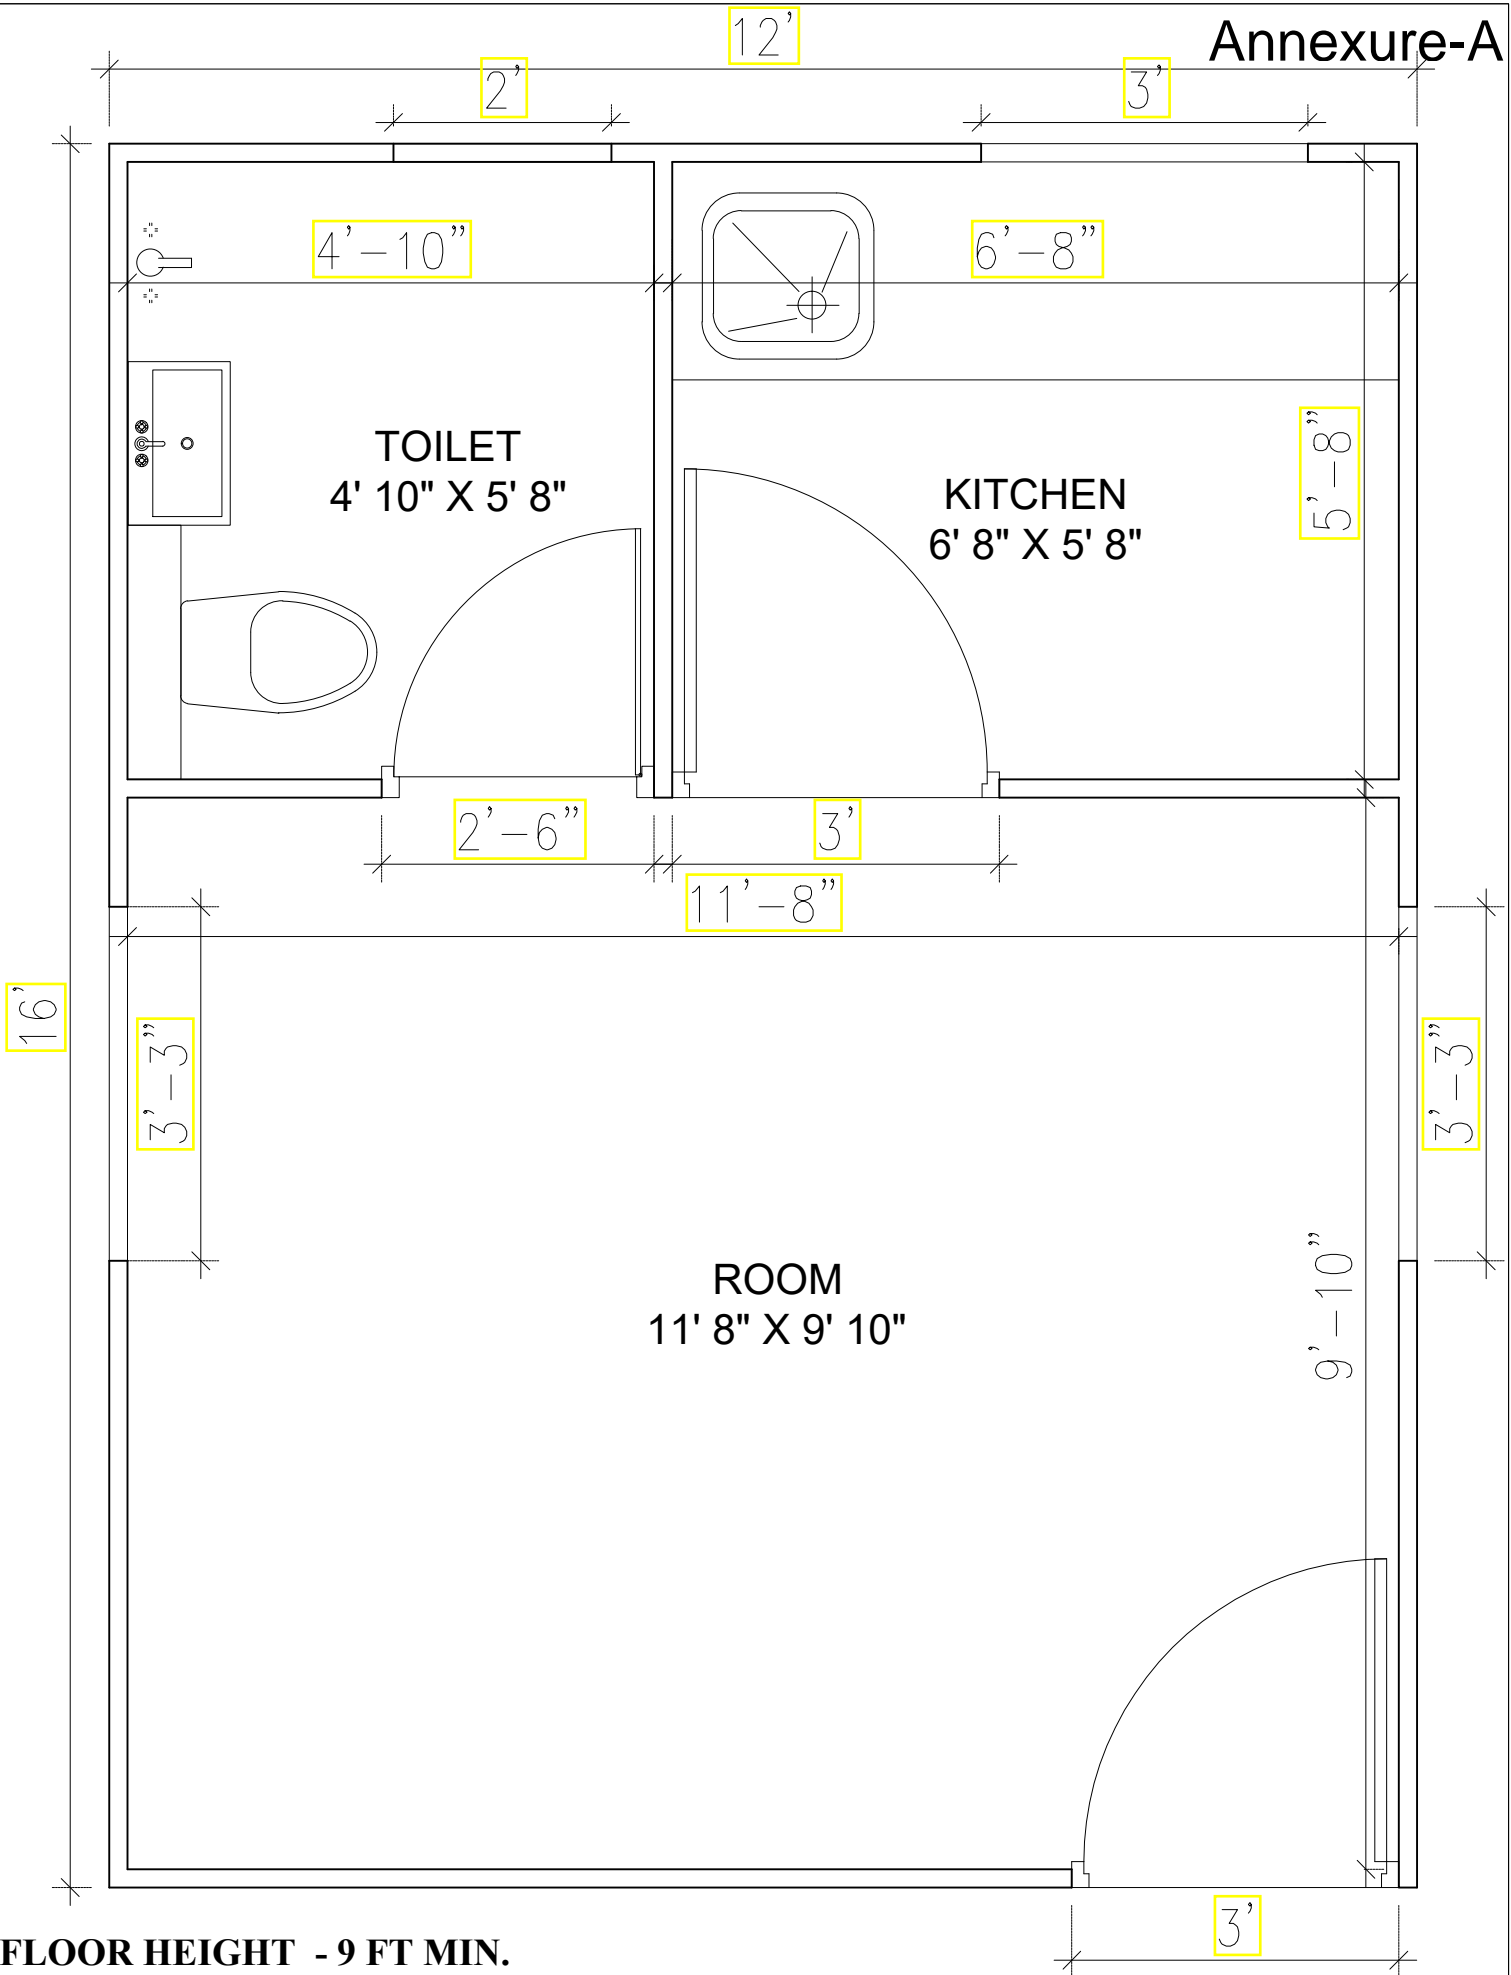 12'
Annexure-A
2'
3'
4'-10"
6'-8"
TOILET
4' 10" X 5' 8"
KITCHEN
6' 8" X 5' 8"
5'-8"
2'-6"
3'
11'-8"
16'
3'-3"
3'-3"
ROOM
11' 8" X 9' 10"
9'-10"
3'
FLOOR HEIGHT - 9 FT MIN.